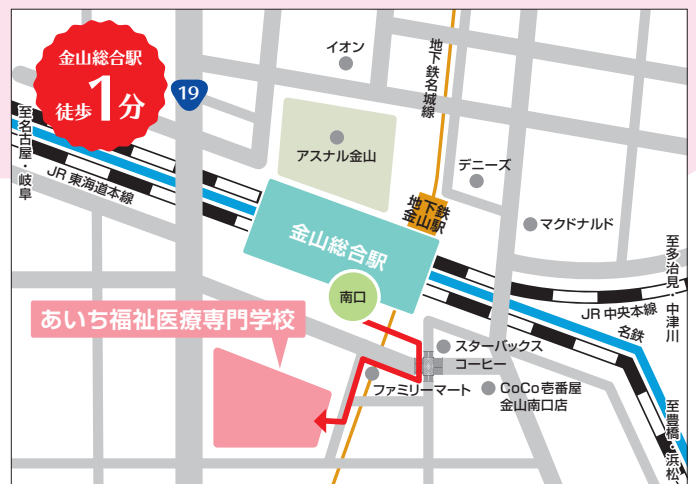 金山総合駅
徒歩1分
19
イオン
地下鉄名城線
アスナル金山
デニーズ
至名古屋・岐阜
JR東海道本線
地下鉄
金山駅
マクドナルド
金山総合駅
至多治見・中津川
南口
JR中央本線
名鉄
あいち福祉医療専門学校
スターバックス
コーヒー
ファミリーマート
CoCo壱番屋
金山南口店
至豊橋・浜松